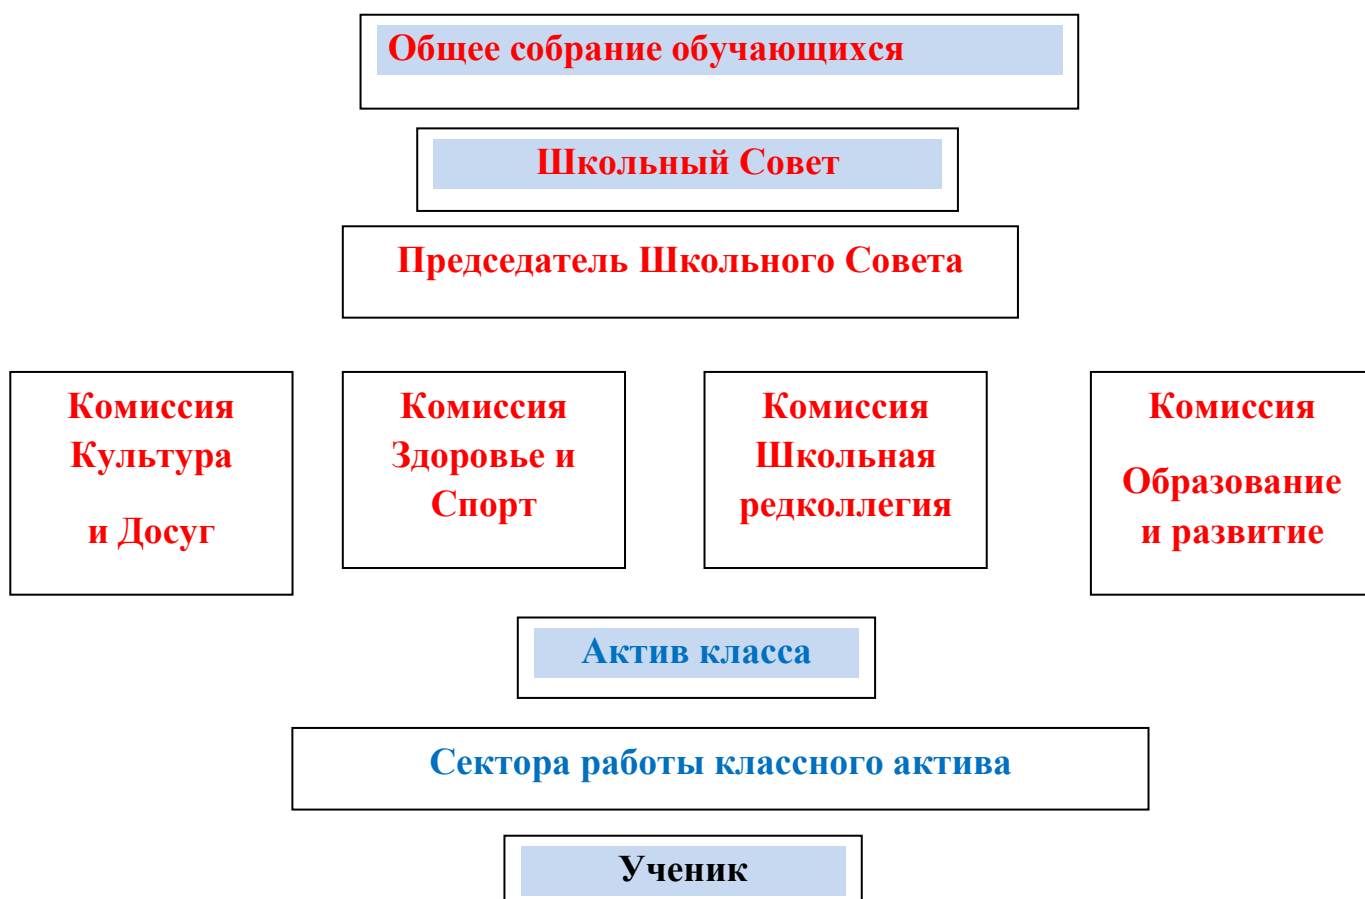 Общее собрание обучающихся
Школьный Совет
Председатель Школьного Совета
Комиссия
Культура
и Досуг
Комиссия
Здоровье и
Спорт
Комиссия
Школьная
редколлегия
Комиссия
Образование
и развитие
Актив класса
Сектора работы классного актива
Ученик